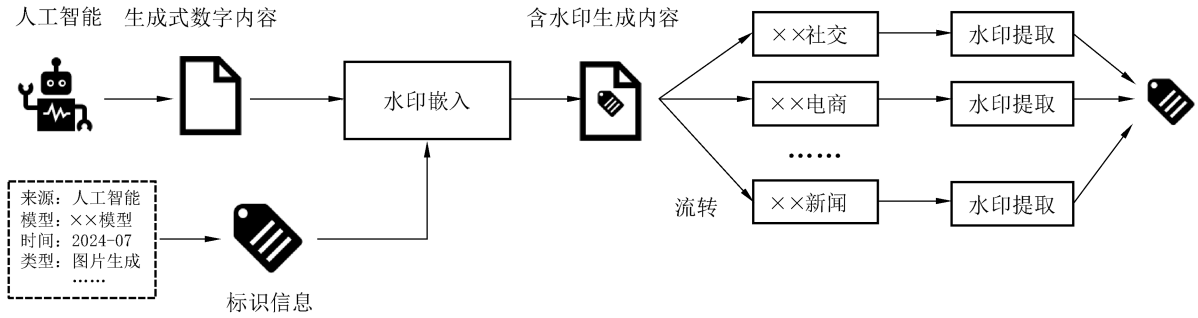 人工智能
生成式数字内容
含水印生成内容
水印嵌入
××社交
水印提取
××电商
水印提取
……
流转
××新闻
水印提取
来源：人工智能
模型：××模型
时间：2024-07
类型：图片生成
……
标识信息